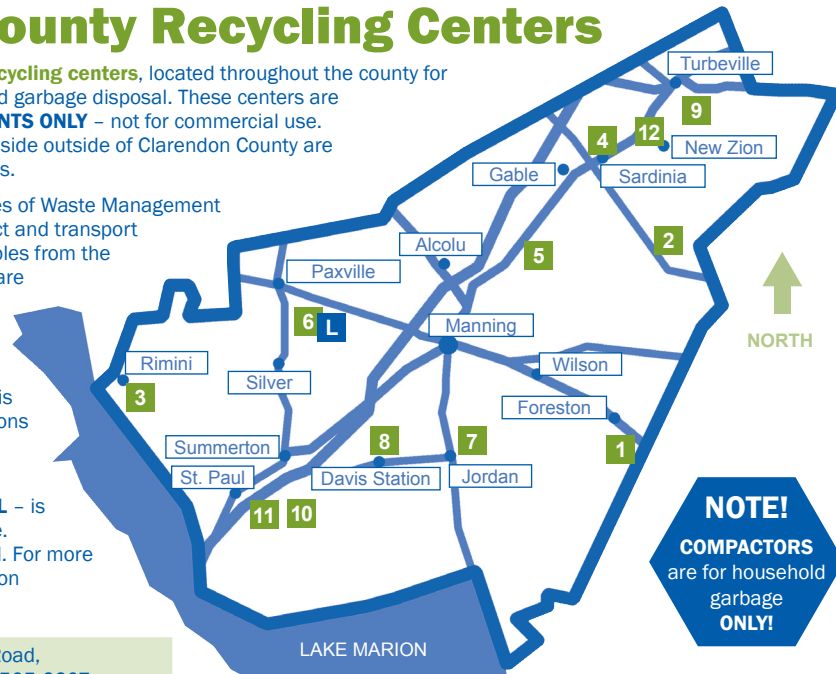 ounty Recycling Centers
cycling centers, located throughout the county for
d garbage disposal. These centers are
NTS ONLY – not for commercial use.
side outside of Clarendon County are
s.
es of Waste Management
ct and transport
bles from the
are
is
ons
L – is
e.
l. For more
on
Road,
Turbeville
9
12
4
New Zion
Gable
Sardinia
2
Alcolu
5
Paxville
NORTH
6
L
Manning
Rimini
Wilson
Silver
3
Foreston
Summerton
8
7
1
St. Paul
Davis Station
Jordan
11
10
NOTE!
COMPACTORS
are for household
garbage
ONLY!
LAKE MARION